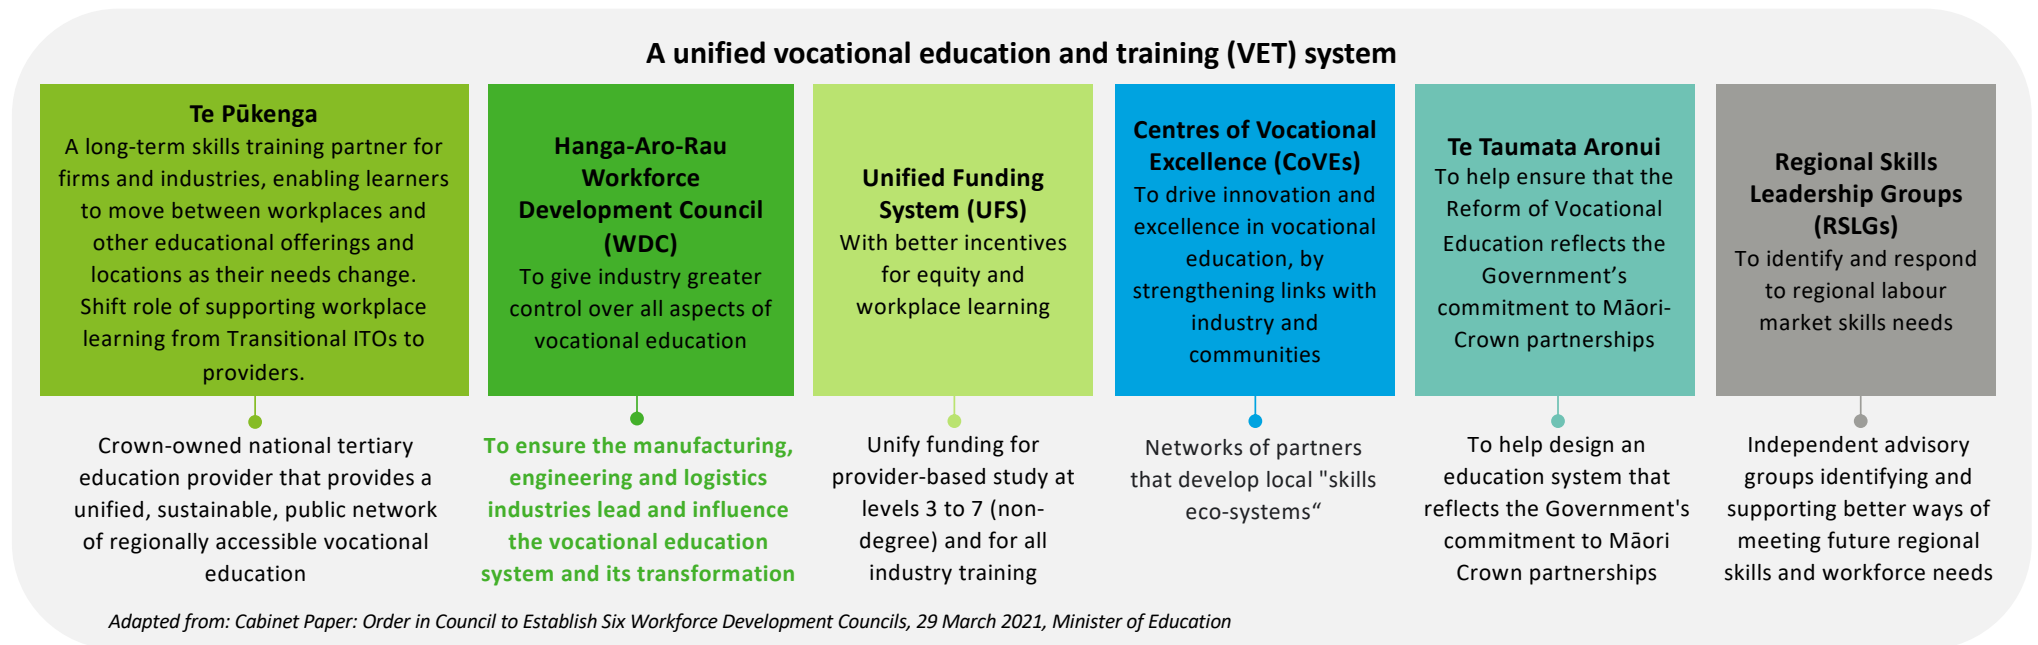 A unified vocational education and training (VET) system
Te Pūkenga
A long-term skills training partner for
firms and industries, enabling learners
to move between workplaces and
other educational offerings and
locations as their needs change.
Shift role of supporting workplace
learning from Transitional ITOs to
providers.
Crown-owned national tertiary
education provider that provides a
unified, sustainable, public network
of regionally accessible vocational
education
Hanga-Aro-Rau
Workforce
Development Council
(WDC)
To give industry greater
control over all aspects of
vocational education
To ensure the manufacturing,
engineering and logistics
industries lead and influence
the vocational education
system and its transformation
Unified Funding
System (UFS)
With better incentives
for equity and
workplace learning
Unify funding for
provider-based study at
levels 3 to 7 (non-
degree) and for all
industry training
Centres of Vocational
Excellence (CoVEs)
To drive innovation and
excellence in vocational
education, by
strengthening links with
industry and
communities
Networks of partners
that develop local "skills
eco-systems“
Te Taumata Aronui
To help ensure that the
Reform of Vocational
Education reflects the
Government’s
commitment to Māori-
Crown partnerships
To help design an
education system that
reflects the Government's
commitment to Māori
Crown partnerships
Regional Skills
Leadership Groups
(RSLGs)
To identify and respond
to regional labour
market skills needs
Independent advisory
groups identifying and
supporting better ways of
meeting future regional
skills and workforce needs
Adapted from: Cabinet Paper: Order in Council to Establish Six Workforce Development Councils, 29 March 2021, Minister of Education